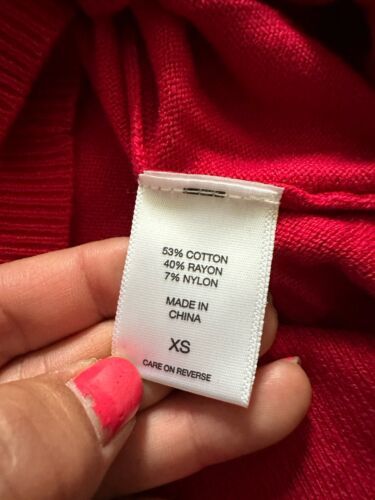 53% COTTON
40% RAYON
7% NYLON
MADE IN
CHINA
XS
CARE ON REVERSE